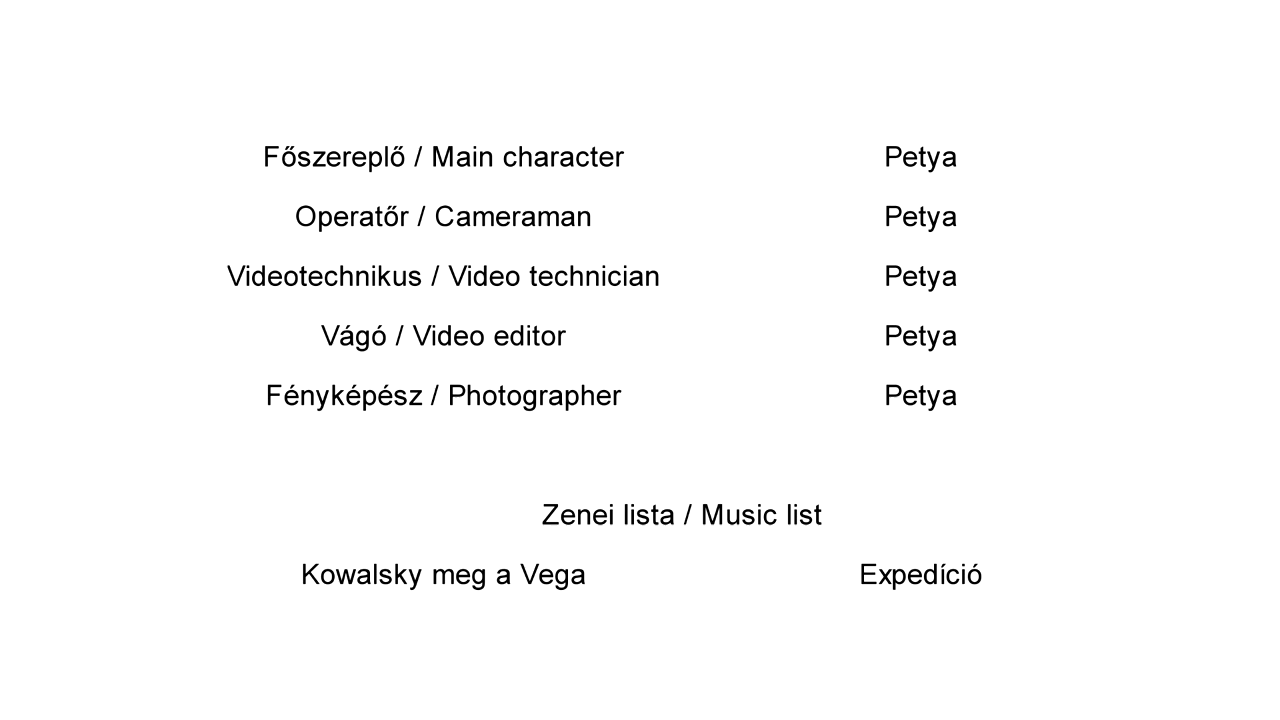 Főszereplő / Main character Petya
Operatőr / Cameraman Petya
Videotechnikus / Video technician Petya
Vágó / Video editor Petya
Fényképész / Photographer Petya
Zenei lista / Music list
Kowalsky meg a Vega Expedíció